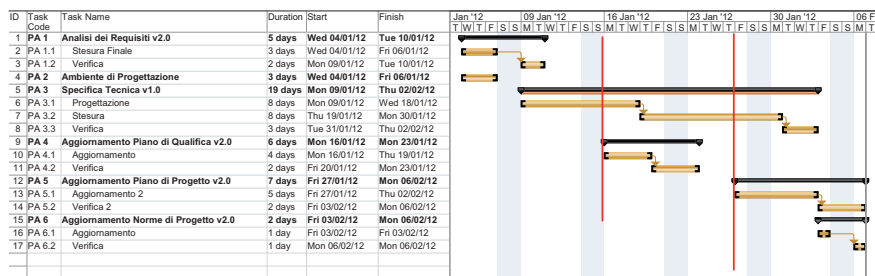 ID Task Code Task Name Duration Start Finish Jan '12 09 Jan '12 16 Jan '12 23 Jan '12 30 Jan '12 06 F
T W T F S S M T W T F S S M T W T F S S M T W T F S S M T W T F S S M T
1 PA 1 Analisi dei Requisiti v2.0 5 days Wed 04/01/12 Tue 10/01/12
2 PA 1.1 Stesura Finale 3 days Wed 04/01/12 Fri 06/01/12
3 PA 1.2 Verifica 2 days Mon 09/01/12 Tue 10/01/12
4 PA 2 Ambiente di Progettazione 3 days Wed 04/01/12 Fri 06/01/12
5 PA 3 Specifica Tecnica v1.0 19 days Mon 09/01/12 Thu 02/02/12
6 PA 3.1 Progettazione 8 days Mon 09/01/12 Wed 18/01/12
7 PA 3.2 Stesura 8 days Thu 19/01/12 Mon 30/01/12
8 PA 3.3 Verifica 3 days Tue 31/01/12 Thu 02/02/12
9 PA 4 Aggiornamento Piano di Qualifica v2.0 6 days Mon 16/01/12 Mon 23/01/12
10 PA 4.1 Aggiornamento 4 days Mon 16/01/12 Thu 19/01/12
11 PA 4.2 Verifica 2 days Fri 20/01/12 Mon 23/01/12
12 PA 5 Aggiornamento Piano di Progetto v2.0 7 days Fri 27/01/12 Mon 06/02/12
13 PA 5.1 Aggiornamento 2 5 days Fri 27/01/12 Thu 02/02/12
14 PA 5.2 Verifica 2 2 days Fri 03/02/12 Mon 06/02/12
15 PA 6 Aggiornamento Norme di Progetto v2.0 2 days Fri 03/02/12 Mon 06/02/12
16 PA 6.1 Aggiornamento 1 day Fri 03/02/12 Fri 03/02/12
17 PA 6.2 Verifica 1 day Mon 06/02/12 Mon 06/02/12